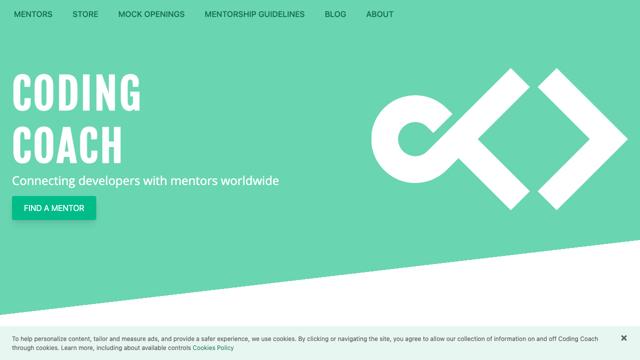 MENTORS STORE MOCK OPENINGS MENTORSHIP GUIDELINES BLOG ABOUT
CODING
COACH
Connecting developers with mentors worldwide
FIND A MENTOR
To help personalize content, tailor and measure ads, and provide a safer experience, we use cookies. By clicking or navigating the site, you agree to allow our collection of information on and off Coding Coach
through cookies. Learn more, including about available controls Cookies Policy